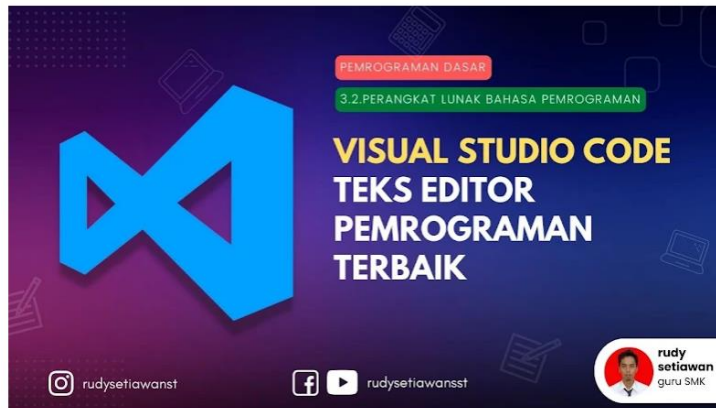 PEMROGRAMAN DASAR
3.2.PERANGKAT LUNAK BAHASA PEMROGRAMAN
VISUAL STUDIO CODE
TEKS EDITOR
PEMROGRAMAN
TERBAIK
rudysetiawanst
rudysetiawansst
rudy
setiawan
guru SMK